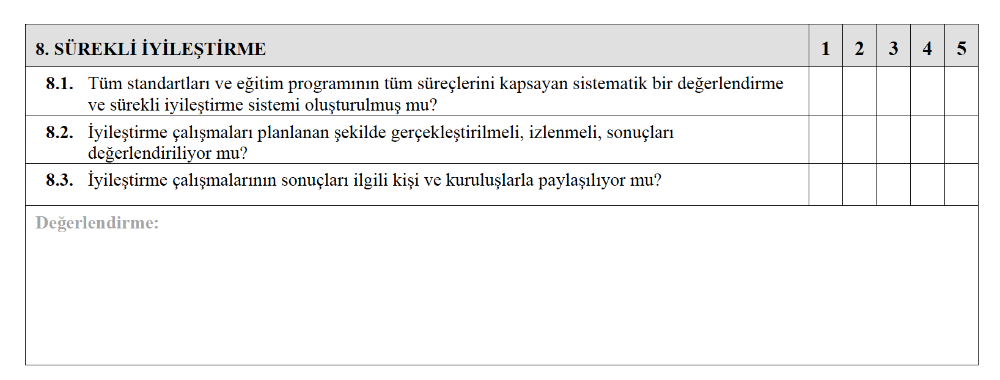 8. SÜREKLİ İYİLEŞTİRME 1 2 3 4 5
8.1. Tüm standartları ve eğitim programının tüm süreçlerini kapsayan sistematik bir değerlendirme
ve sürekli iyileştirme sistemi oluşturulmuş mu?
8.2. İyileştirme çalışmaları planlanan şekilde gerçekleştirilmeli, izlenmeli, sonuçları
değerlendiriliyor mu?
8.3. İyileştirme çalışmalarının sonuçları ilgili kişi ve kuruluşlarla paylaşılıyor mu?
Değerlendirme: